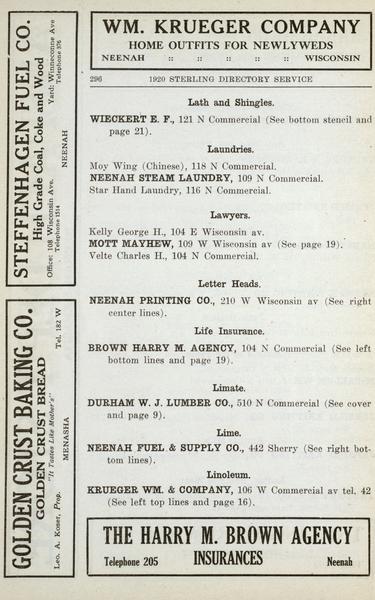 WM. KRUEGER COMPANY
HOME OUTFITS FOR NEWLYWEDS
NEENAH :: :: :: :: :: WISCONSIN
296 1920 STERLING DIRECTORY SERVICE
Lath and Shingles.
WIECKERT E. F., 121 N Commercial (See bottom stencil and
page 21).
Laundries.
Moy Wing (Chinese), 118 N Commercial.
NEENAH STEAM LAUNDRY, 109 N Commercial.
Star Hand Laundry, 116 N Commercial.
Lawyers.
Kelly George H., 104 E Wisconsin av.
MOTT MAYHEW, 109 W Wisconsin av (See page 19).
Velte Charles H., 104 N Commercial.
Letter Heads.
NEENAH PRINTING CO., 210 W Wisconsin av (See right
center lines).
Life Insurance.
BROWN HARRY M. AGENCY, 104 N Commercial (See left
bottom lines and page 19).
Limate.
DURHAM W. J. LUMBER CO., 510 N Commercial (See cover
and page 9).
Lime.
NEENAH FUEL & SUPPLY CO., 442 Sherry (See right bot-
tom lines).
Linoleum.
KRUEGER WM. & COMPANY, 106 W Commercial av tel. 42
(See left top lines and page 16).
THE HARRY M. BROWN AGENCY
Telephone 205 INSURANCES Neenah
STEFFENHAGEN FUEL CO.
High Grade Coal, Coke and Wood
Office: 108 Wisconsin Ave. Yard: Winneconne Ave
Telephone 1314 Telephone 976
NEENAH
GOLDEN CRUST BAKING CO.
GOLDEN CRUST BREAD
"It Tastes Like Mother's"
Leo. A. Koser, Prop. Tel. 182 W
MENASHA